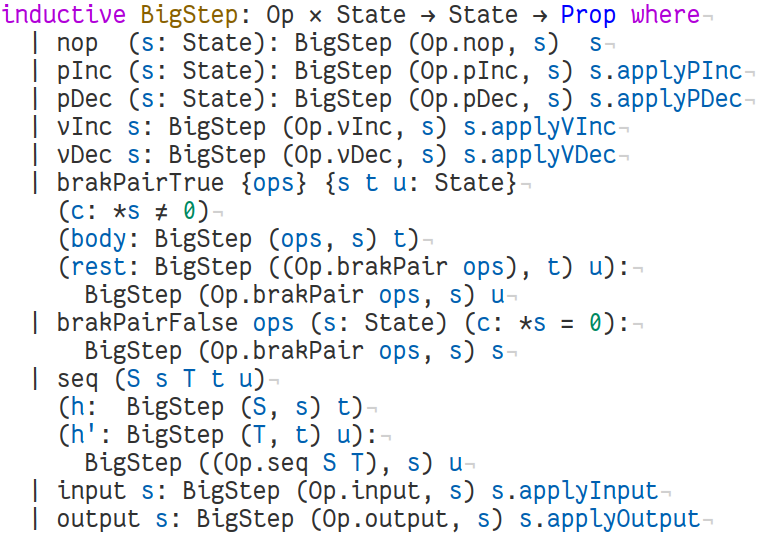 inductive BigStep: Op × State → State → Prop where¬
  | nop  (s: State): BigStep (Op.nop, s)  s¬
  | pInc (s: State): BigStep (Op.pInc, s) s.applyPInc¬
  | pDec (s: State): BigStep (Op.pDec, s) s.applyPDec¬
  | vInc s: BigStep (Op.vInc, s) s.applyVInc¬
  | vDec s: BigStep (Op.vDec, s) s.applyVDec¬
  | brakPairTrue {ops} {s t u: State}¬
    (c: *s ≠ 0)¬
    (body: BigStep (ops, s) t)¬
    (rest: BigStep ((Op.brakPair ops), t) u):¬
      BigStep (Op.brakPair ops, s) u¬
  | brakPairFalse ops (s: State) (c: *s = 0):¬
      BigStep (Op.brakPair ops, s) s¬
  | seq (S s T t u)¬
    (h:  BigStep (S, s) t)¬
    (h': BigStep (T, t) u):¬
      BigStep ((Op.seq S T), s) u¬
  | input s: BigStep (Op.input, s) s.applyInput¬
  | output s: BigStep (Op.output, s) s.applyOutput¬